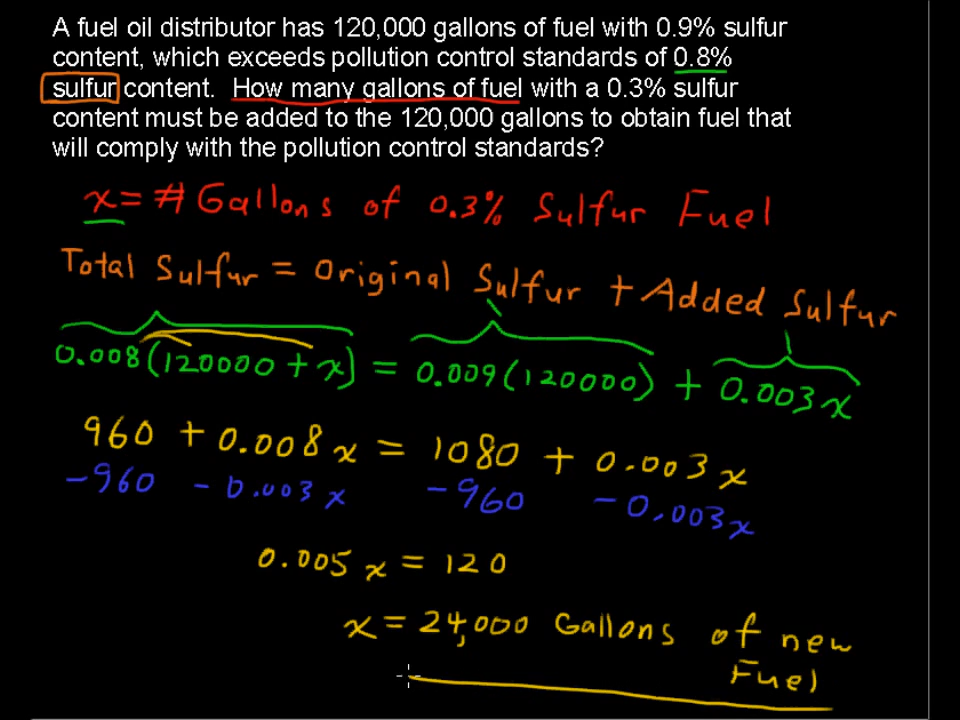 A fuel oil distributor has 120,000 gallons of fuel with 0.9% sulfur
content, which exceeds pollution control standards of 0.8%
sulfur content. How many gallons of fuel with a 0.3% sulfur
content must be added to the 120,000 gallons to obtain fuel that
will comply with the pollution control standards?
x = # Gallons of 0.3% Sulfur Fuel
Total Sulfur = Original Sulfur + Added Sulfur
0.008(120000 + x) = 0.009(120000) + 0.003x
960 + 0.008x = 1080 + 0.003x
-960 - 0.003x -960 - 0.003x
0.005x = 120
x = 24,000 Gallons of new
Fuel